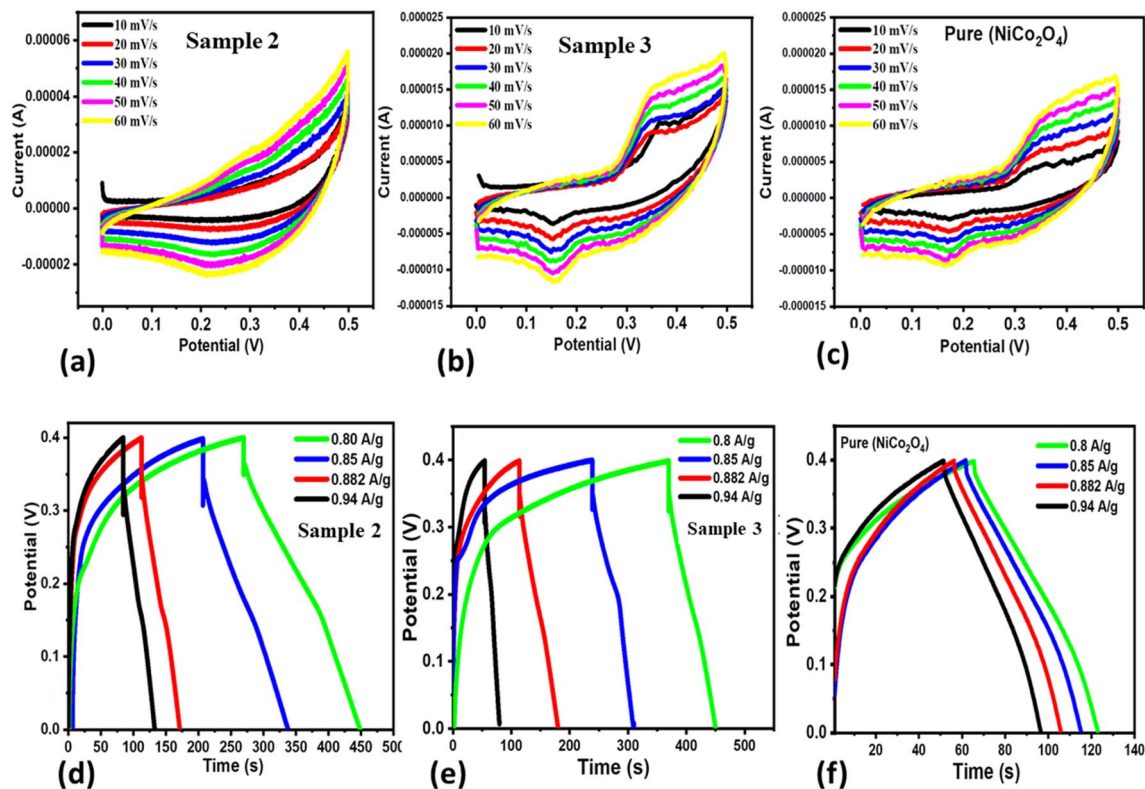 10 mV/s
20 mV/s
30 mV/s
40 mV/s
50 mV/s
60 mV/s
Sample 2
Current (A)
0.00006
0.00004
0.00002
0.00000
-0.00002
0.0 0.1 0.2 0.3 0.4 0.5
Potential (V)
(a)
10 mV/s
20 mV/s
30 mV/s
40 mV/s
50 mV/s
60 mV/s
Sample 3
Current (A)
0.000025
0.000020
0.000015
0.000010
0.000005
0.000000
-0.000005
-0.000010
-0.000015
0.0 0.1 0.2 0.3 0.4 0.5
Potential (V)
(b)
10 mV/s
20 mV/s
30 mV/s
40 mV/s
50 mV/s
60 mV/s
Pure (NiCo₂O₄)
Current (A)
0.000025
0.000020
0.000015
0.000010
0.000005
0.000000
-0.000005
-0.000010
-0.000015
0.0 0.1 0.2 0.3 0.4 0.5
Potential (V)
(c)
0.80 A/g
0.85 A/g
0.882 A/g
0.94 A/g
Sample 2
Potential (V)
0.4
0.3
0.2
0.1
0.0
0 50 100 150 200 250 300 350 400 450 500
Time (s)
(d)
0.8 A/g
0.85 A/g
0.882 A/g
0.94 A/g
Sample 3
Potential (V)
0.4
0.3
0.2
0.1
0.0
0 100 200 300 400 500
Time (s)
(e)
Pure (NiCo₂O₄)
0.8 A/g
0.85 A/g
0.882 A/g
0.94 A/g
Potential (V)
0.4
0.3
0.2
0.1
0.0
20 40 60 80 100 120 140
Time (s)
(f)